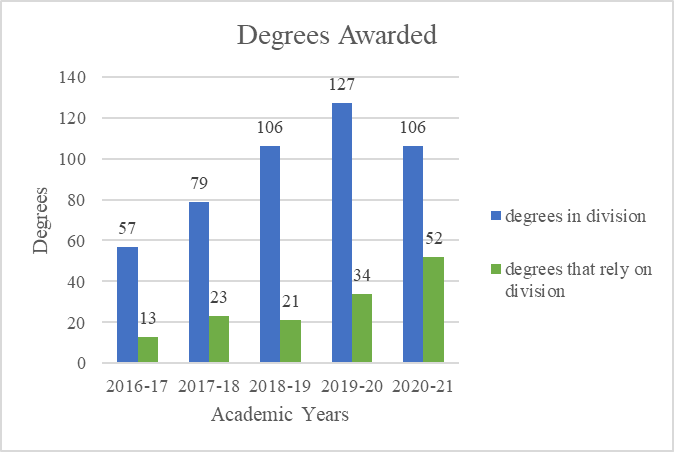 Degrees Awarded
140
120
100
80
60
40
20
0
Degrees
57
13
79
23
106
21
127
34
106
52
2016-17 2017-18 2018-19 2019-20 2020-21
Academic Years
degrees in division
degrees that rely on
division